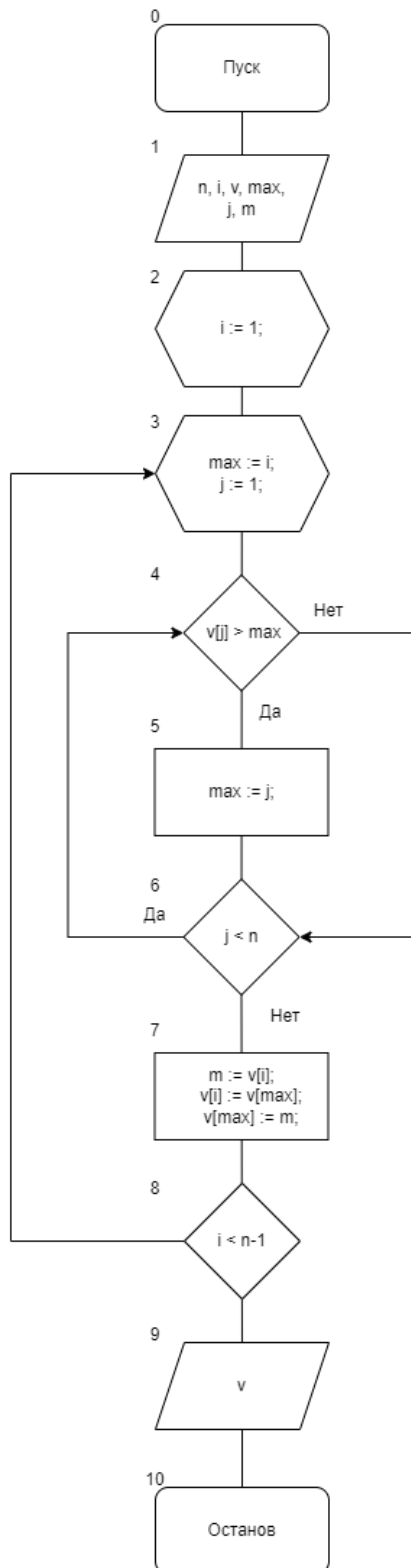 0
Пуск
1
n, i, v, max,
j, m
2
i := 1;
3
max := i;
j := 1;
4
v[j] > max
Нет
Да
5
max := j;
6
Да
j < n
Нет
7
m := v[i];
v[i] := v[max];
v[max] := m;
8
i < n-1
9
v
10
Останов